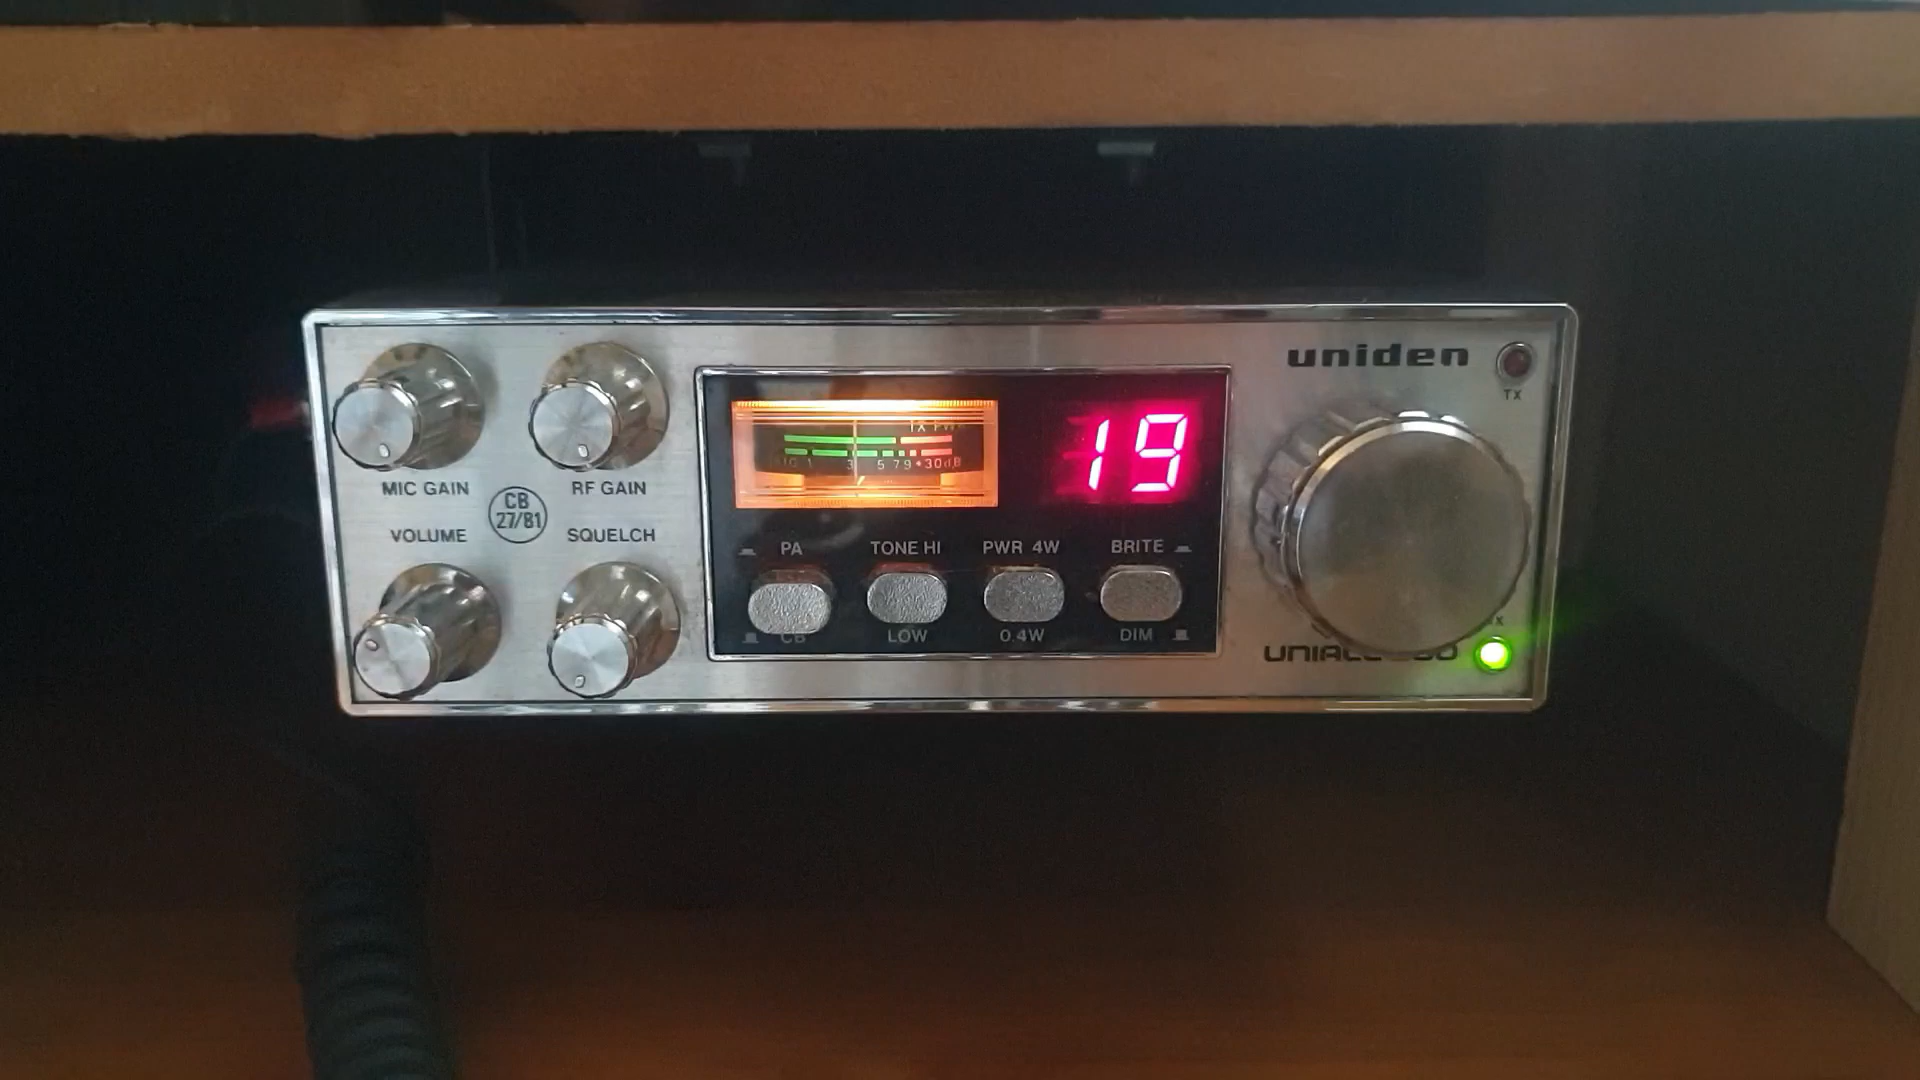 uniden
TX
MIC GAIN
RF GAIN
CB
27/81
VOLUME
SQUELCH
TX PWR
SIG 1 3 5 7 9 +30dB
19
PA
TONE HI
PWR 4W
BRITE
CB
LOW
0.4W
DIM